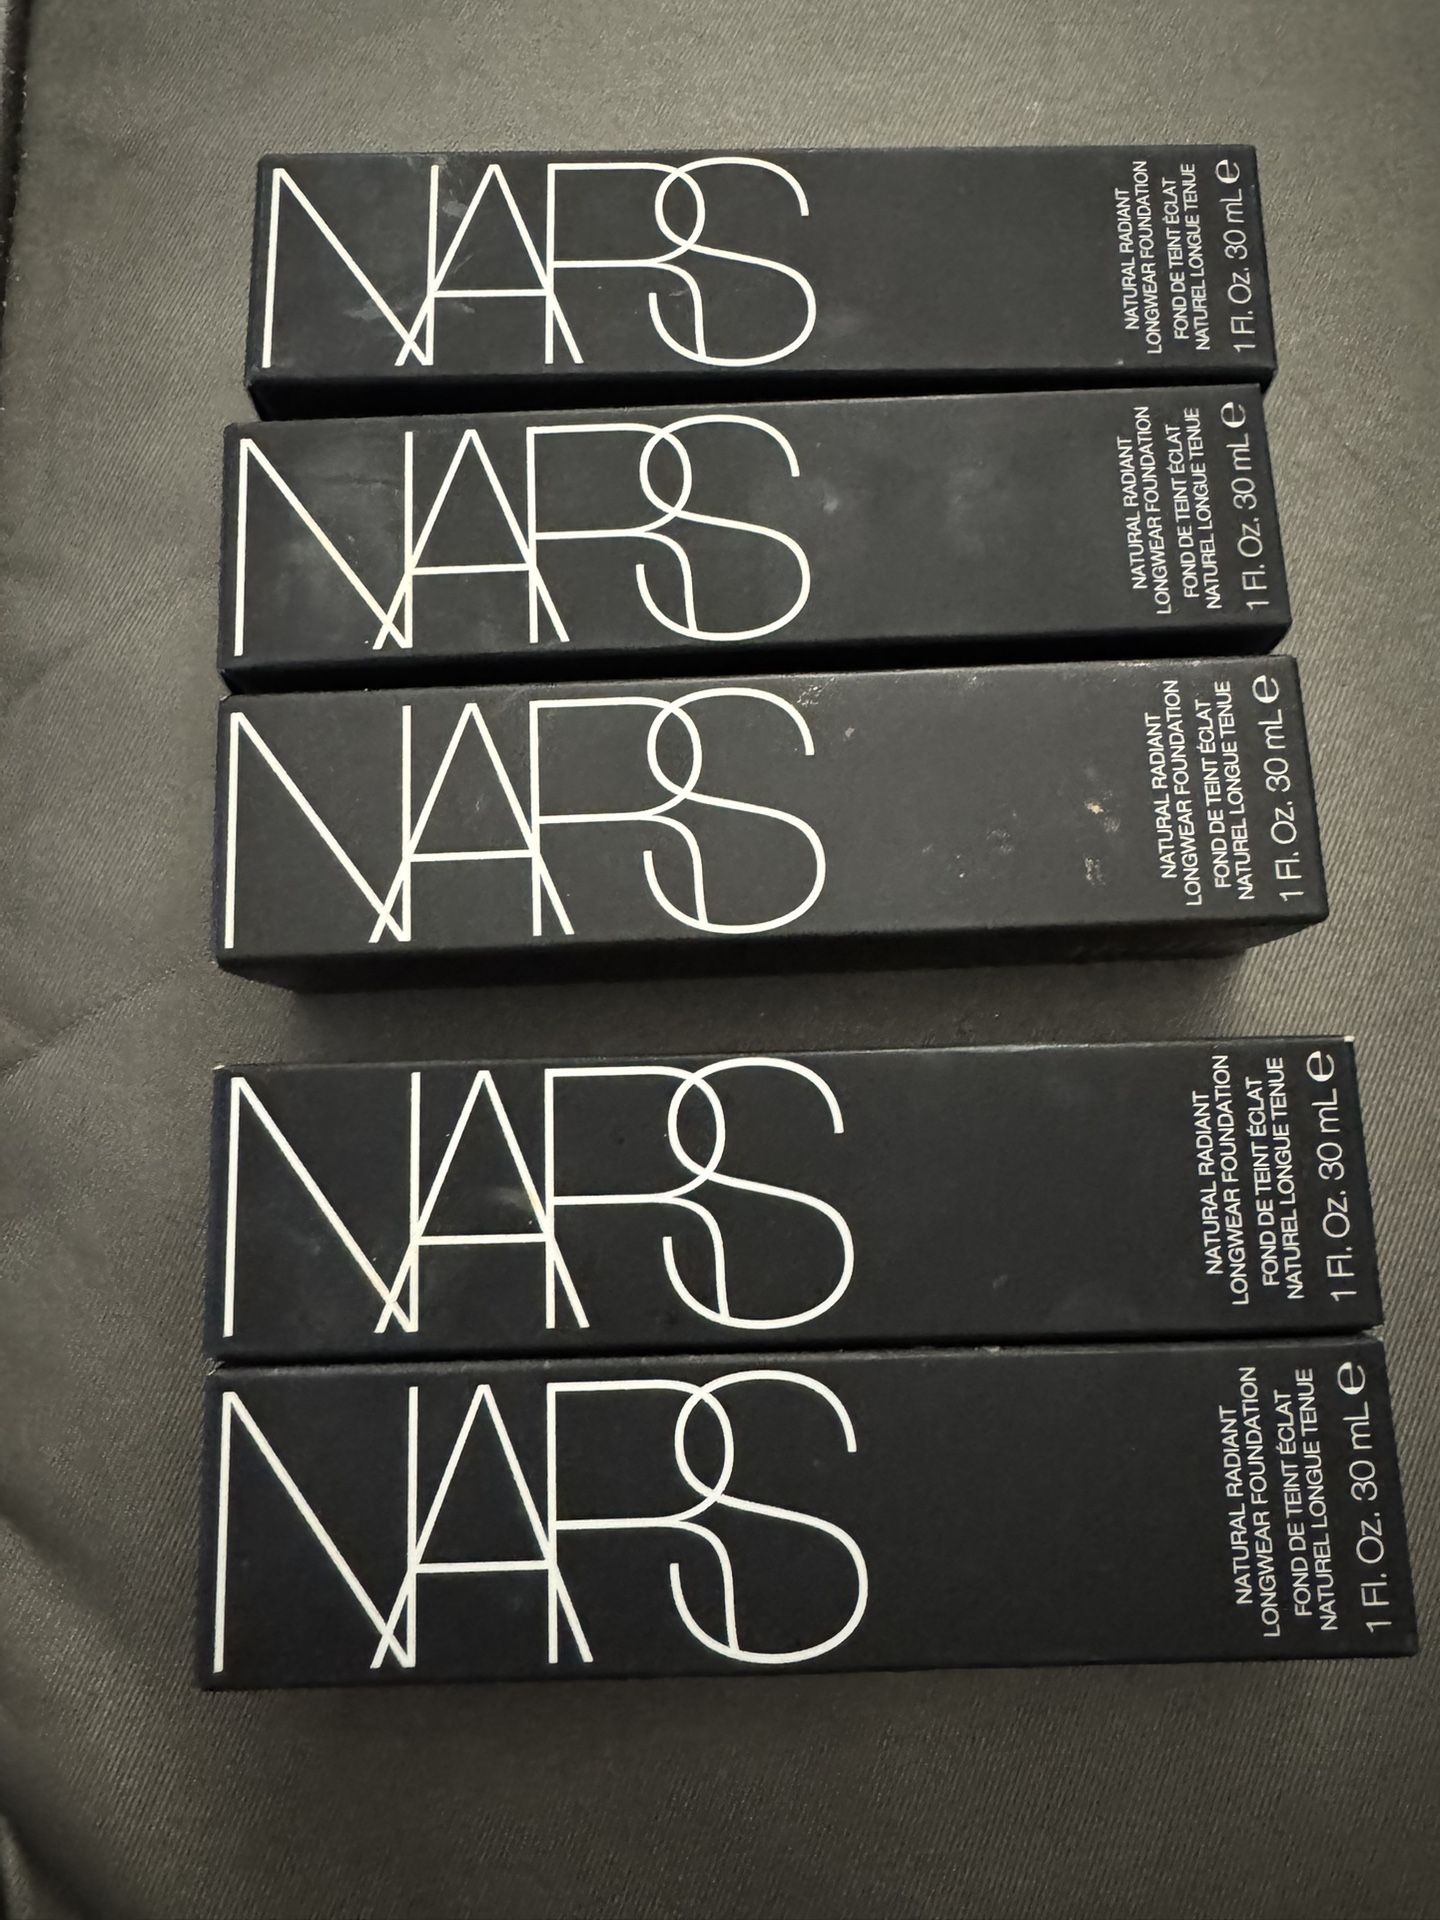 NARS
NATURAL RADIANT
LONGWEAR FOUNDATION
FOND DE TEINT ÉCLAT
NATUREL LONGUE TENUE
1 Fl. Oz. 30 mL e
NARS
NATURAL RADIANT
LONGWEAR FOUNDATION
FOND DE TEINT ÉCLAT
NATUREL LONGUE TENUE
1 Fl. Oz. 30 mL e
NARS
NATURAL RADIANT
LONGWEAR FOUNDATION
FOND DE TEINT ÉCLAT
NATUREL LONGUE TENUE
1 Fl. Oz. 30 mL e
NARS
NATURAL RADIANT
LONGWEAR FOUNDATION
FOND DE TEINT ÉCLAT
NATUREL LONGUE TENUE
1 Fl. Oz. 30 mL e
NARS
NATURAL RADIANT
LONGWEAR FOUNDATION
FOND DE TEINT ÉCLAT
NATUREL LONGUE TENUE
1 Fl. Oz. 30 mL e